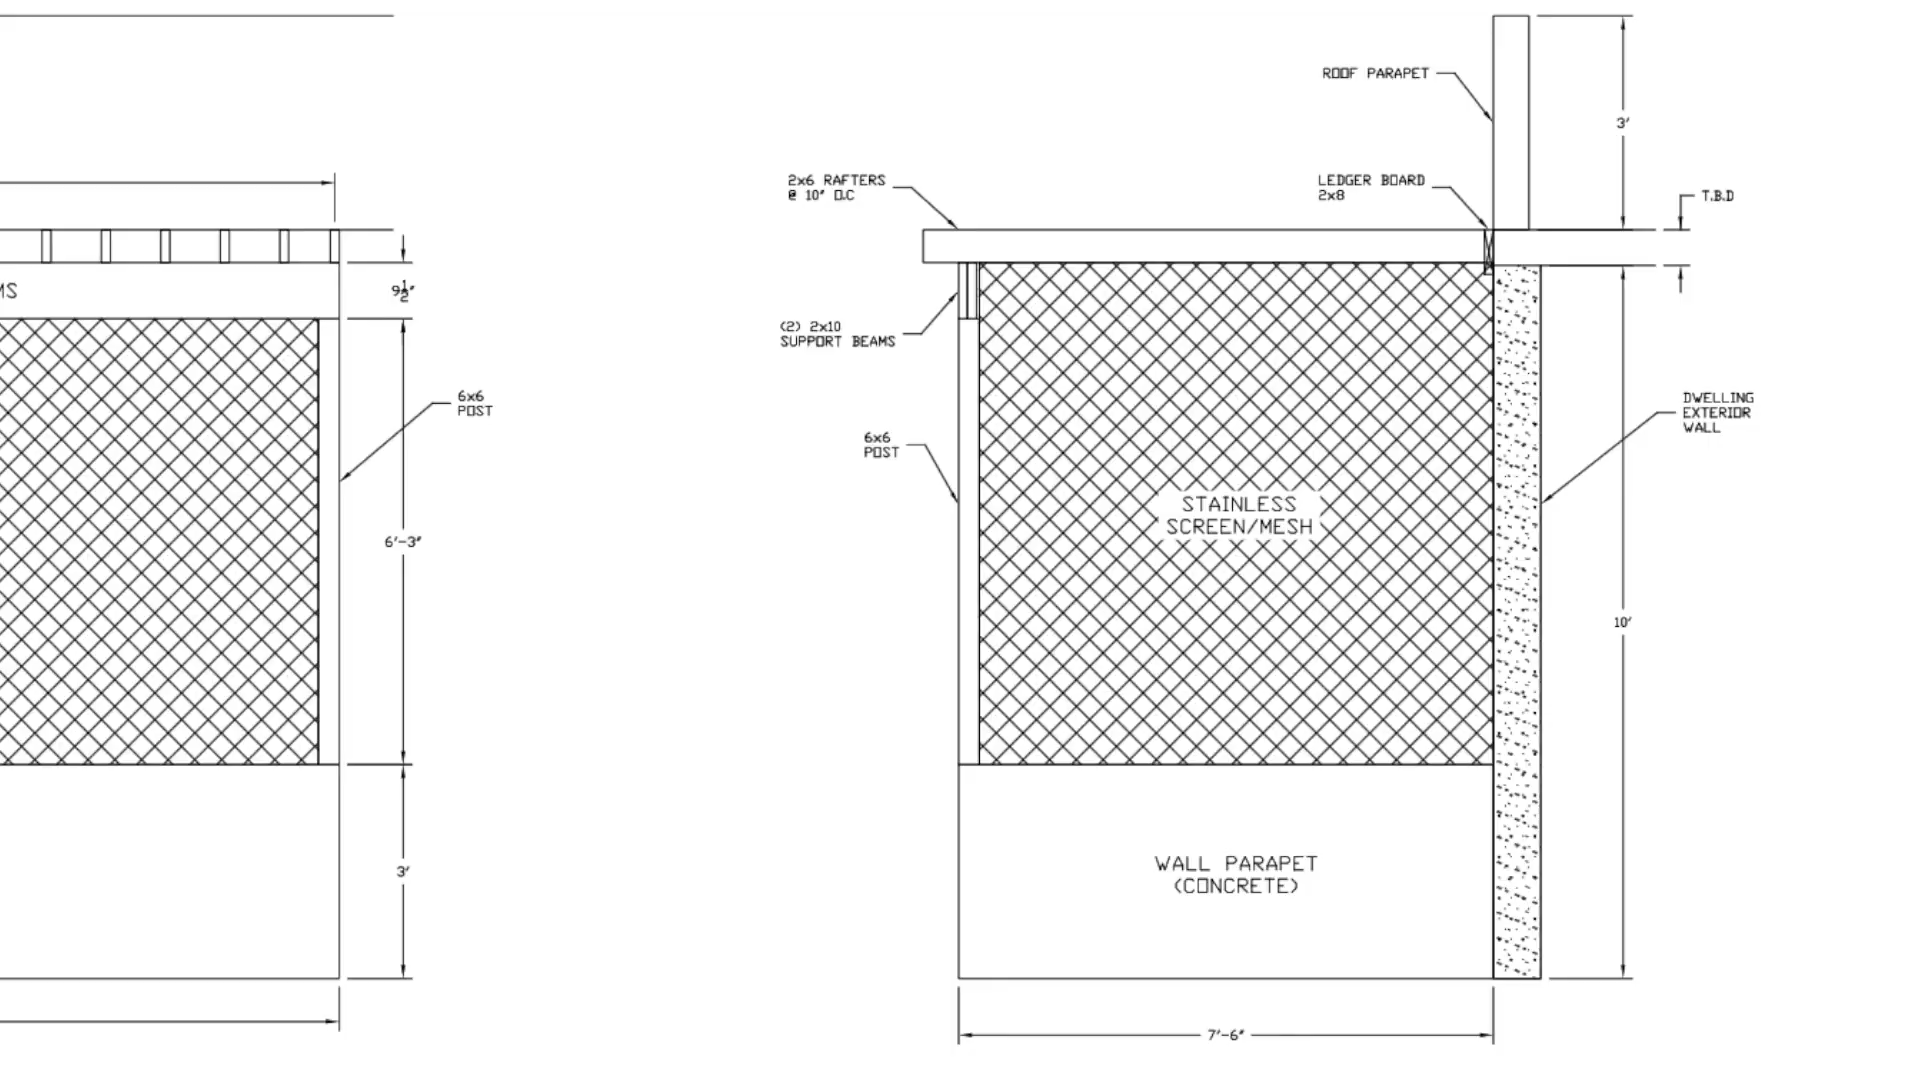 ROOF PARAPET
3'
2x6 RAFTERS
@ 10" O.C
LEDGER BOARD
2x8
T.B.D
MS
9½"
(2) 2x10
SUPPORT BEAMS
6x6
POST
DWELLING
EXTERIOR
WALL
6x6
POST
STAINLESS
SCREEN/MESH
6'-3"
10'
WALL PARAPET
(CONCRETE)
3'
7'-6"